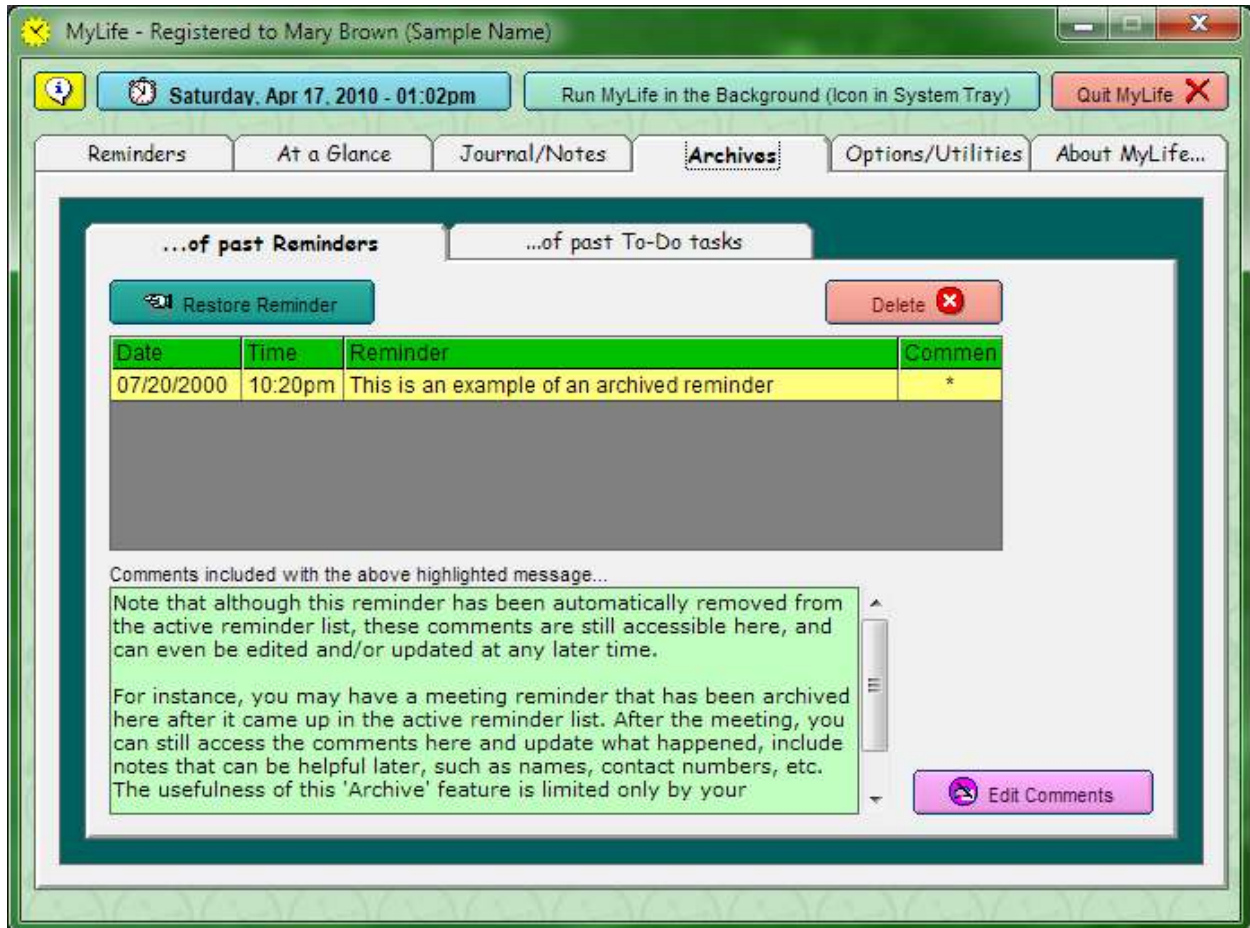 MyLife - Registered to Mary Brown (Sample Name)
Saturday, Apr 17, 2010 - 01:02pm
Run MyLife in the Background (Icon in System Tray)
Quit MyLife
Reminders
At a Glance
Journal/Notes
Archives
Options/Utilities
About MyLife...
...of past Reminders
...of past To-Do tasks
Restore Reminder
Delete
Date Time Reminder Commen
07/20/2000 10:20pm This is an example of an archived reminder *
Comments included with the above highlighted message...
Note that although this reminder has been automatically removed from
the active reminder list, these comments are still accessible here, and
can even be edited and/or updated at any later time.
For instance, you may have a meeting reminder that has been archived
here after it came up in the active reminder list. After the meeting, you
can still access the comments here and update what happened, include
notes that can be helpful later, such as names, contact numbers, etc.
The usefulness of this 'Archive' feature is limited only by your
Edit Comments